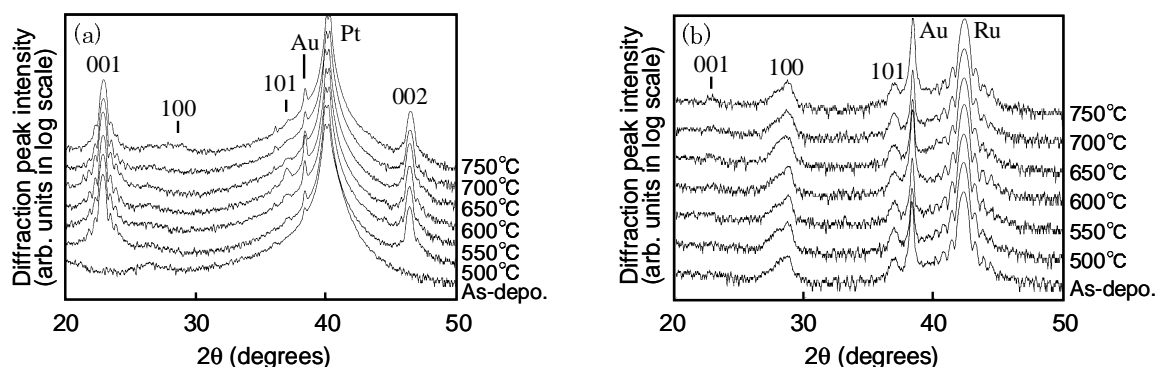 Diffraction peak intensity
(arb. units in log scale)
(a)
001
100
101
Au
Pt
002
750°C
700°C
650°C
600°C
550°C
500°C
As-depo.
20
30
40
50
2θ (degrees)
Diffraction peak intensity
(arb. units in log scale)
(b)
001
100
101
Au
Ru
750°C
700°C
650°C
600°C
550°C
500°C
As-depo.
20
30
40
50
2θ (degrees)